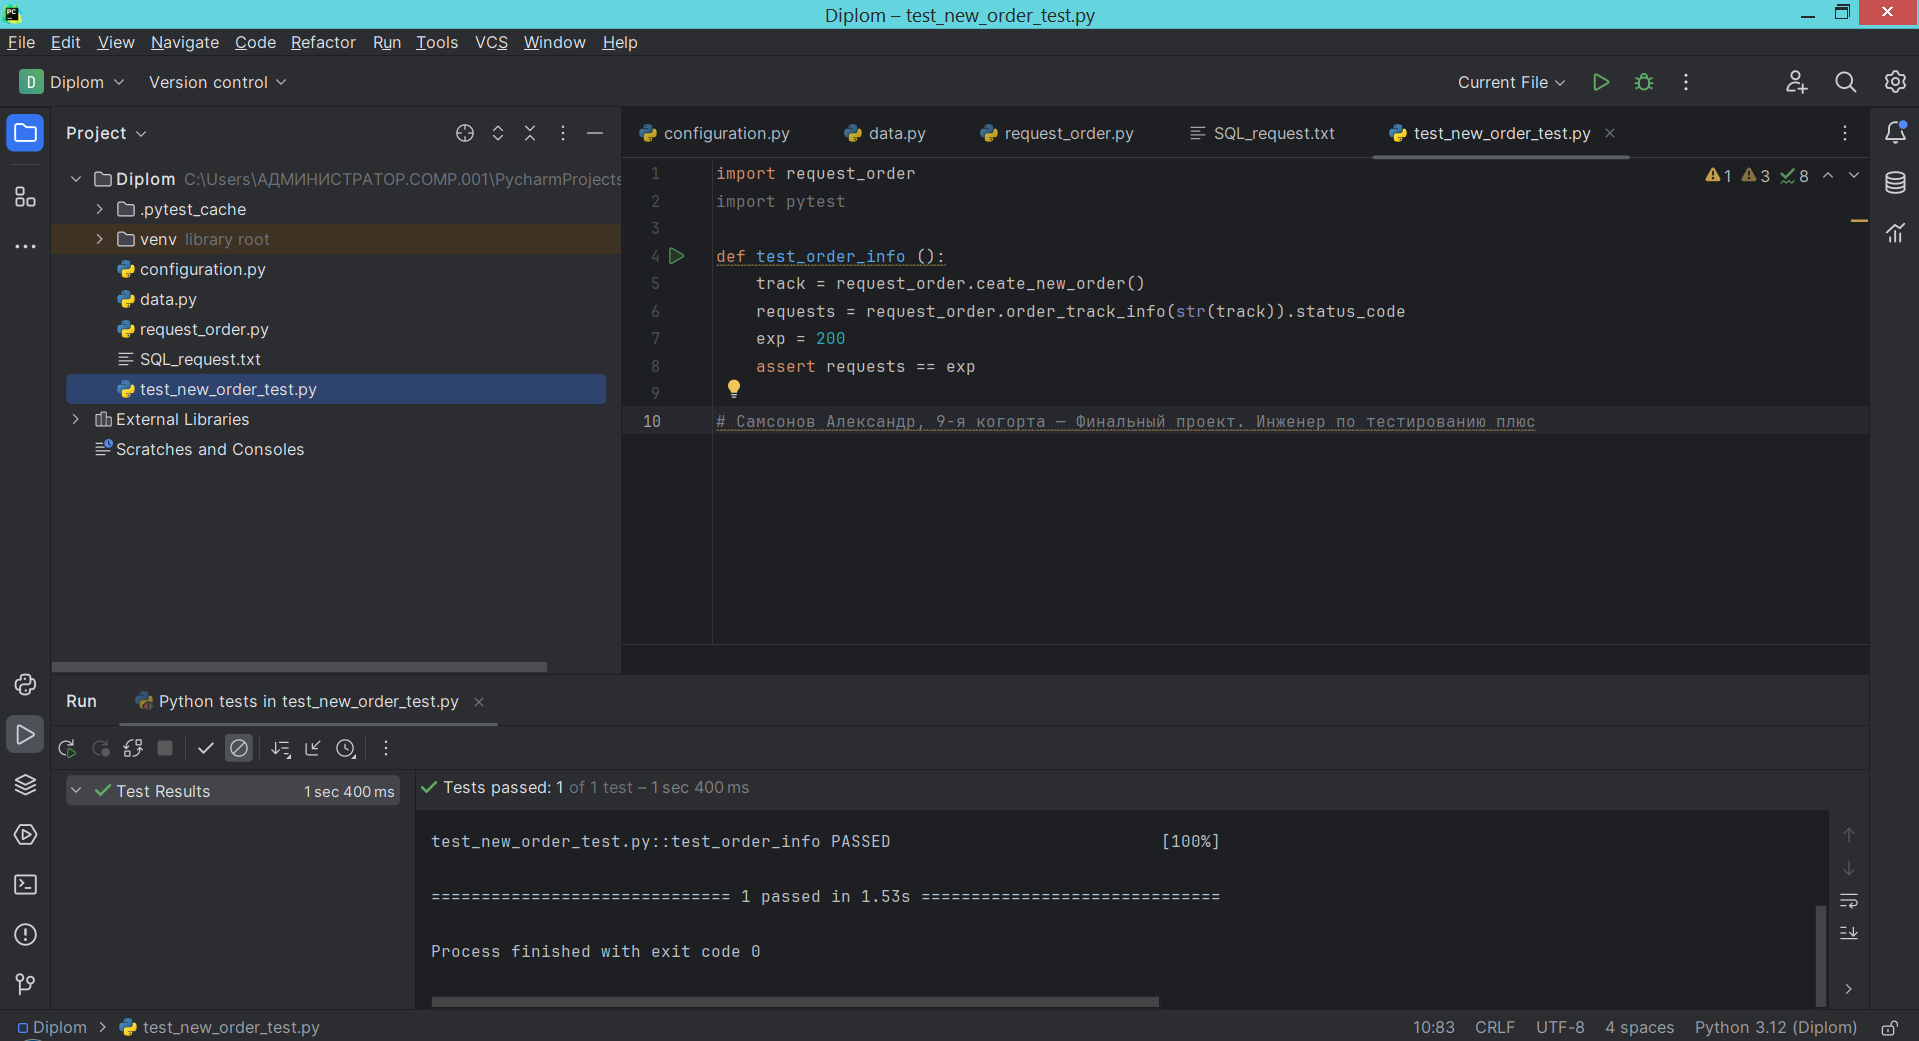 PC
Diplom – test_new_order_test.py
File Edit View Navigate Code Refactor Run Tools VCS Window Help
D Diplom Version control Current File
Project
configuration.py data.py request_order.py SQL_request.txt test_new_order_test.py
Diplom C:\Users\АДМИНИСТРАТОР.COMP.001\PycharmProjects
.pytest_cache
venv library root
configuration.py
data.py
request_order.py
SQL_request.txt
test_new_order_test.py
External Libraries
Scratches and Consoles
1 3 8
1 import request_order
2 import pytest
3
4 def test_order_info ():
5 track = request_order.ceate_new_order()
6 requests = request_order.order_track_info(str(track)).status_code
7 exp = 200
8 assert requests == exp
9
10 # Самсонов Александр, 9-я когорта — Финальный проект. Инженер по тестированию плюс
Run Python tests in test_new_order_test.py
Test Results 1 sec 400 ms
Tests passed: 1 of 1 test – 1 sec 400 ms
test_new_order_test.py::test_order_info PASSED [100%]
============================== 1 passed in 1.53s ==============================
Process finished with exit code 0
Diplom test_new_order_test.py 10:83 CRLF UTF-8 4 spaces Python 3.12 (Diplom)